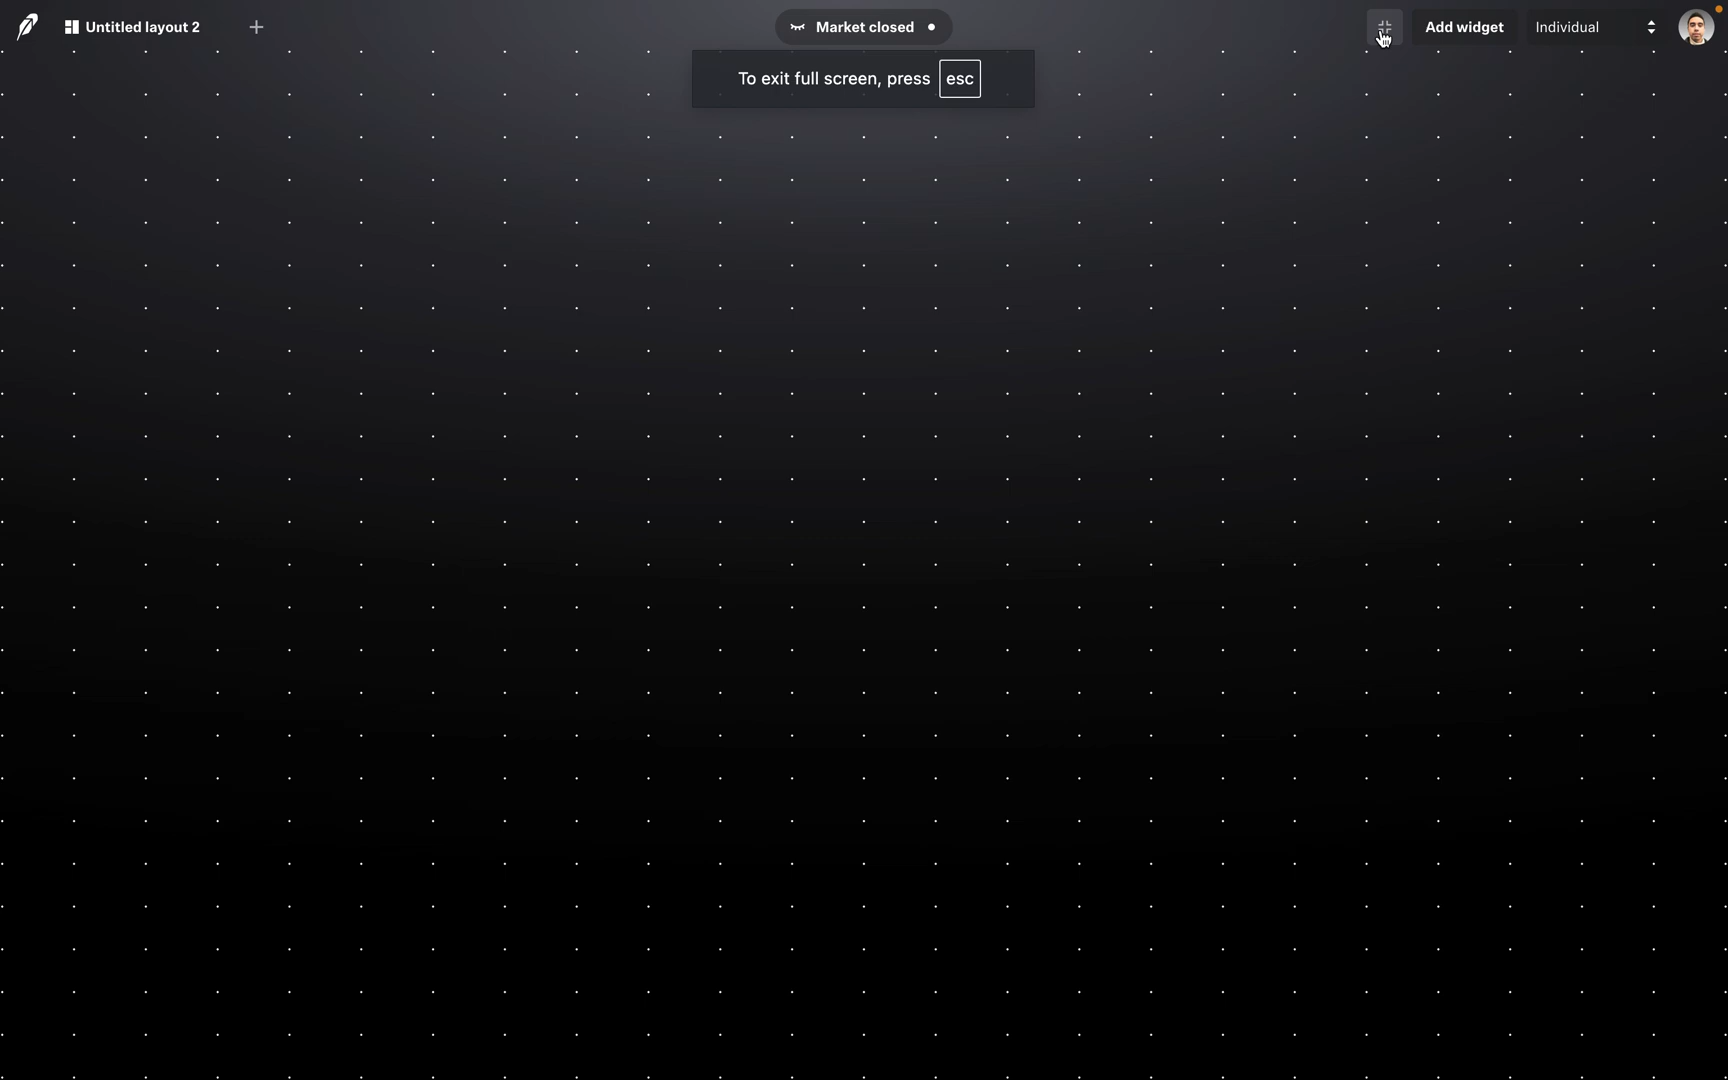 Untitled layout 2
Market closed
Add widget
Individual
To exit full screen, press esc